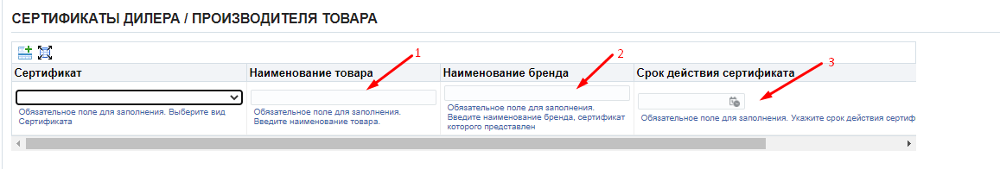 СЕРТИФИКАТЫ ДИЛЕРА / ПРОИЗВОДИТЕЛЯ ТОВАРА
1
2
3
Сертификат
Наименование товара
Наименование бренда
Срок действия сертификата
Обязательное поле для заполнения. Выберите вид
Сертификата
Обязательное поле для заполнения.
Введите наименование товара.
Обязательное поле для заполнения.
Введите наименование бренда, сертификат
которого представлен
Обязательное поле для заполнения. Укажите срок действия сертиф